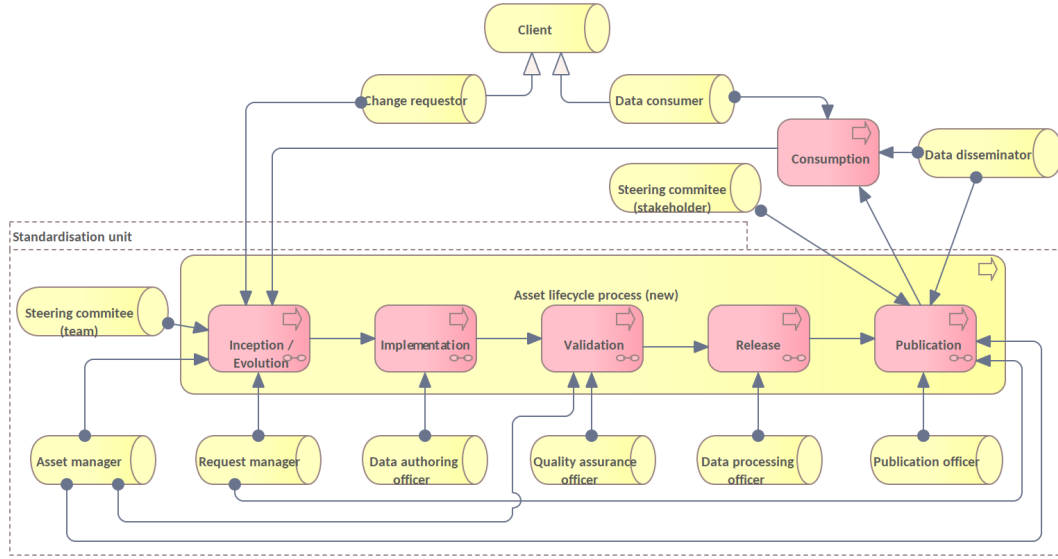 Client
Change requestor
Data consumer
Consumption
Data disseminator
Steering commitee
(stakeholder)
Standardisation unit
Asset lifecycle process (new)
Steering commitee
(team)
Inception /
Evolution
Implementation
Validation
Release
Publication
Asset manager
Request manager
Data authoring
officer
Quality assurance
officer
Data processing
officer
Publication officer